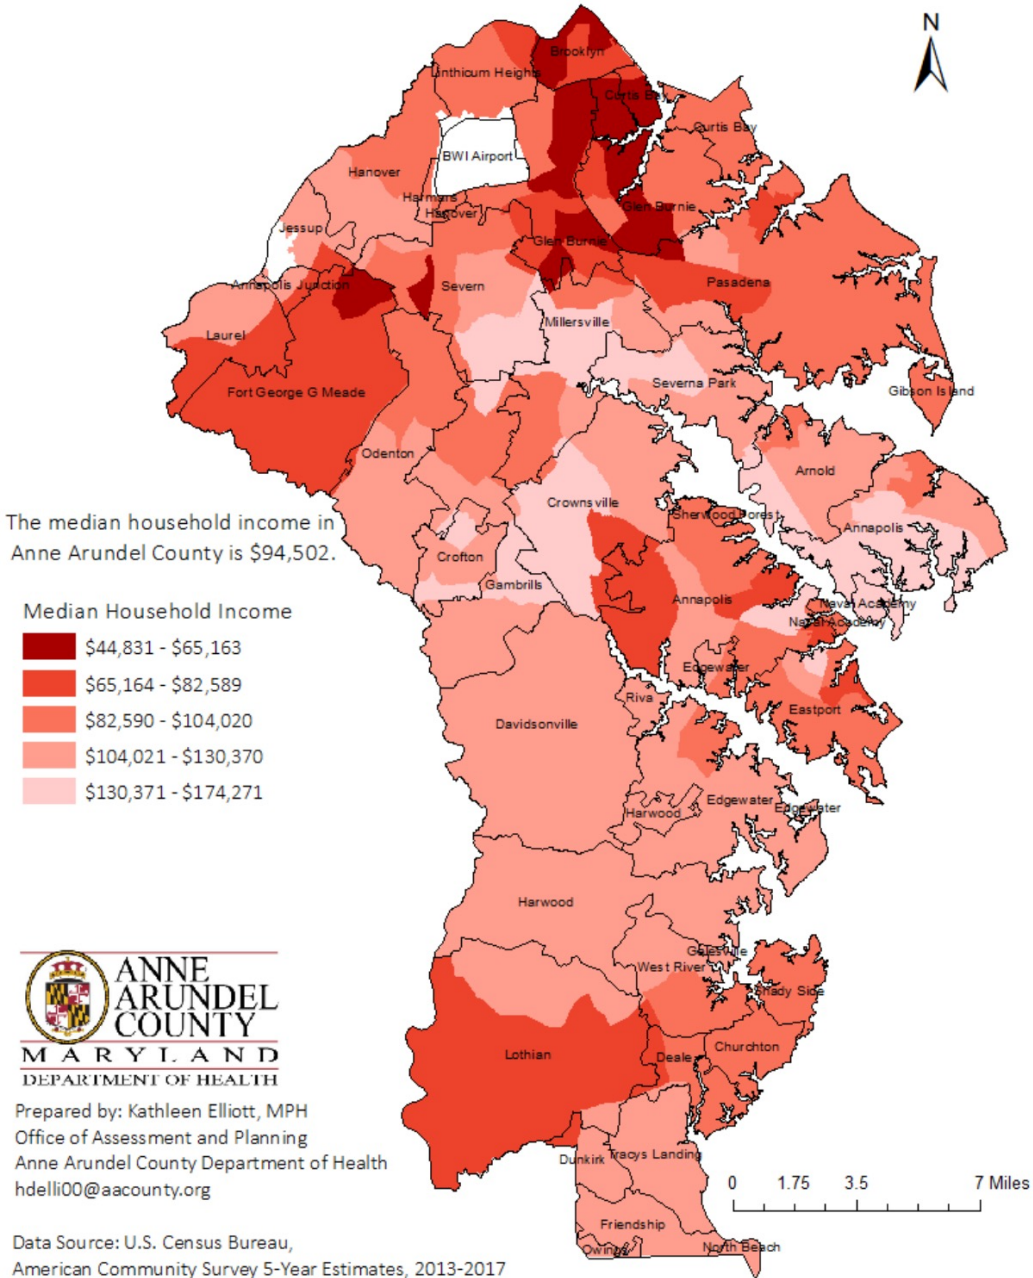 N
Brooklyn
Linthicum Heights
Curtis Bay
Curtis Bay
BWI Airport
Hanover
Harmans
Hanover
Glen Burnie
Jessup
Glen Burnie
Annapolis Junction
Severn
Pasadena
Laurel
Millersville
Severna Park
Fort George G Meade
Gibson Island
Odenton
Arnold
Crownsville
Sherwood Forest
Annapolis
The median household income in
Anne Arundel County is $94,502.
Crofton
Gambrills
Annapolis
Naval Academy
Naval Academy
Median Household Income
$44,831 - $65,163
$65,164 - $82,589
$82,590 - $104,020
$104,021 - $130,370
$130,371 - $174,271
Edgewater
Riva
Eastport
Davidsonville
Edgewater
Edgewater
Harwood
Harwood
Galesville
West River
Shady Side
Lothian
Deale
Churchton
ANNE
ARUNDEL
COUNTY
MARYLAND
DEPARTMENT OF HEALTH
Prepared by: Kathleen Elliott, MPH
Office of Assessment and Planning
Anne Arundel County Department of Health
hdelli00@aacounty.org
Dunkirk
Tracys Landing
0 1.75 3.5 7 Miles
Friendship
Owings
North Beach
Data Source: U.S. Census Bureau,
American Community Survey 5-Year Estimates, 2013-2017